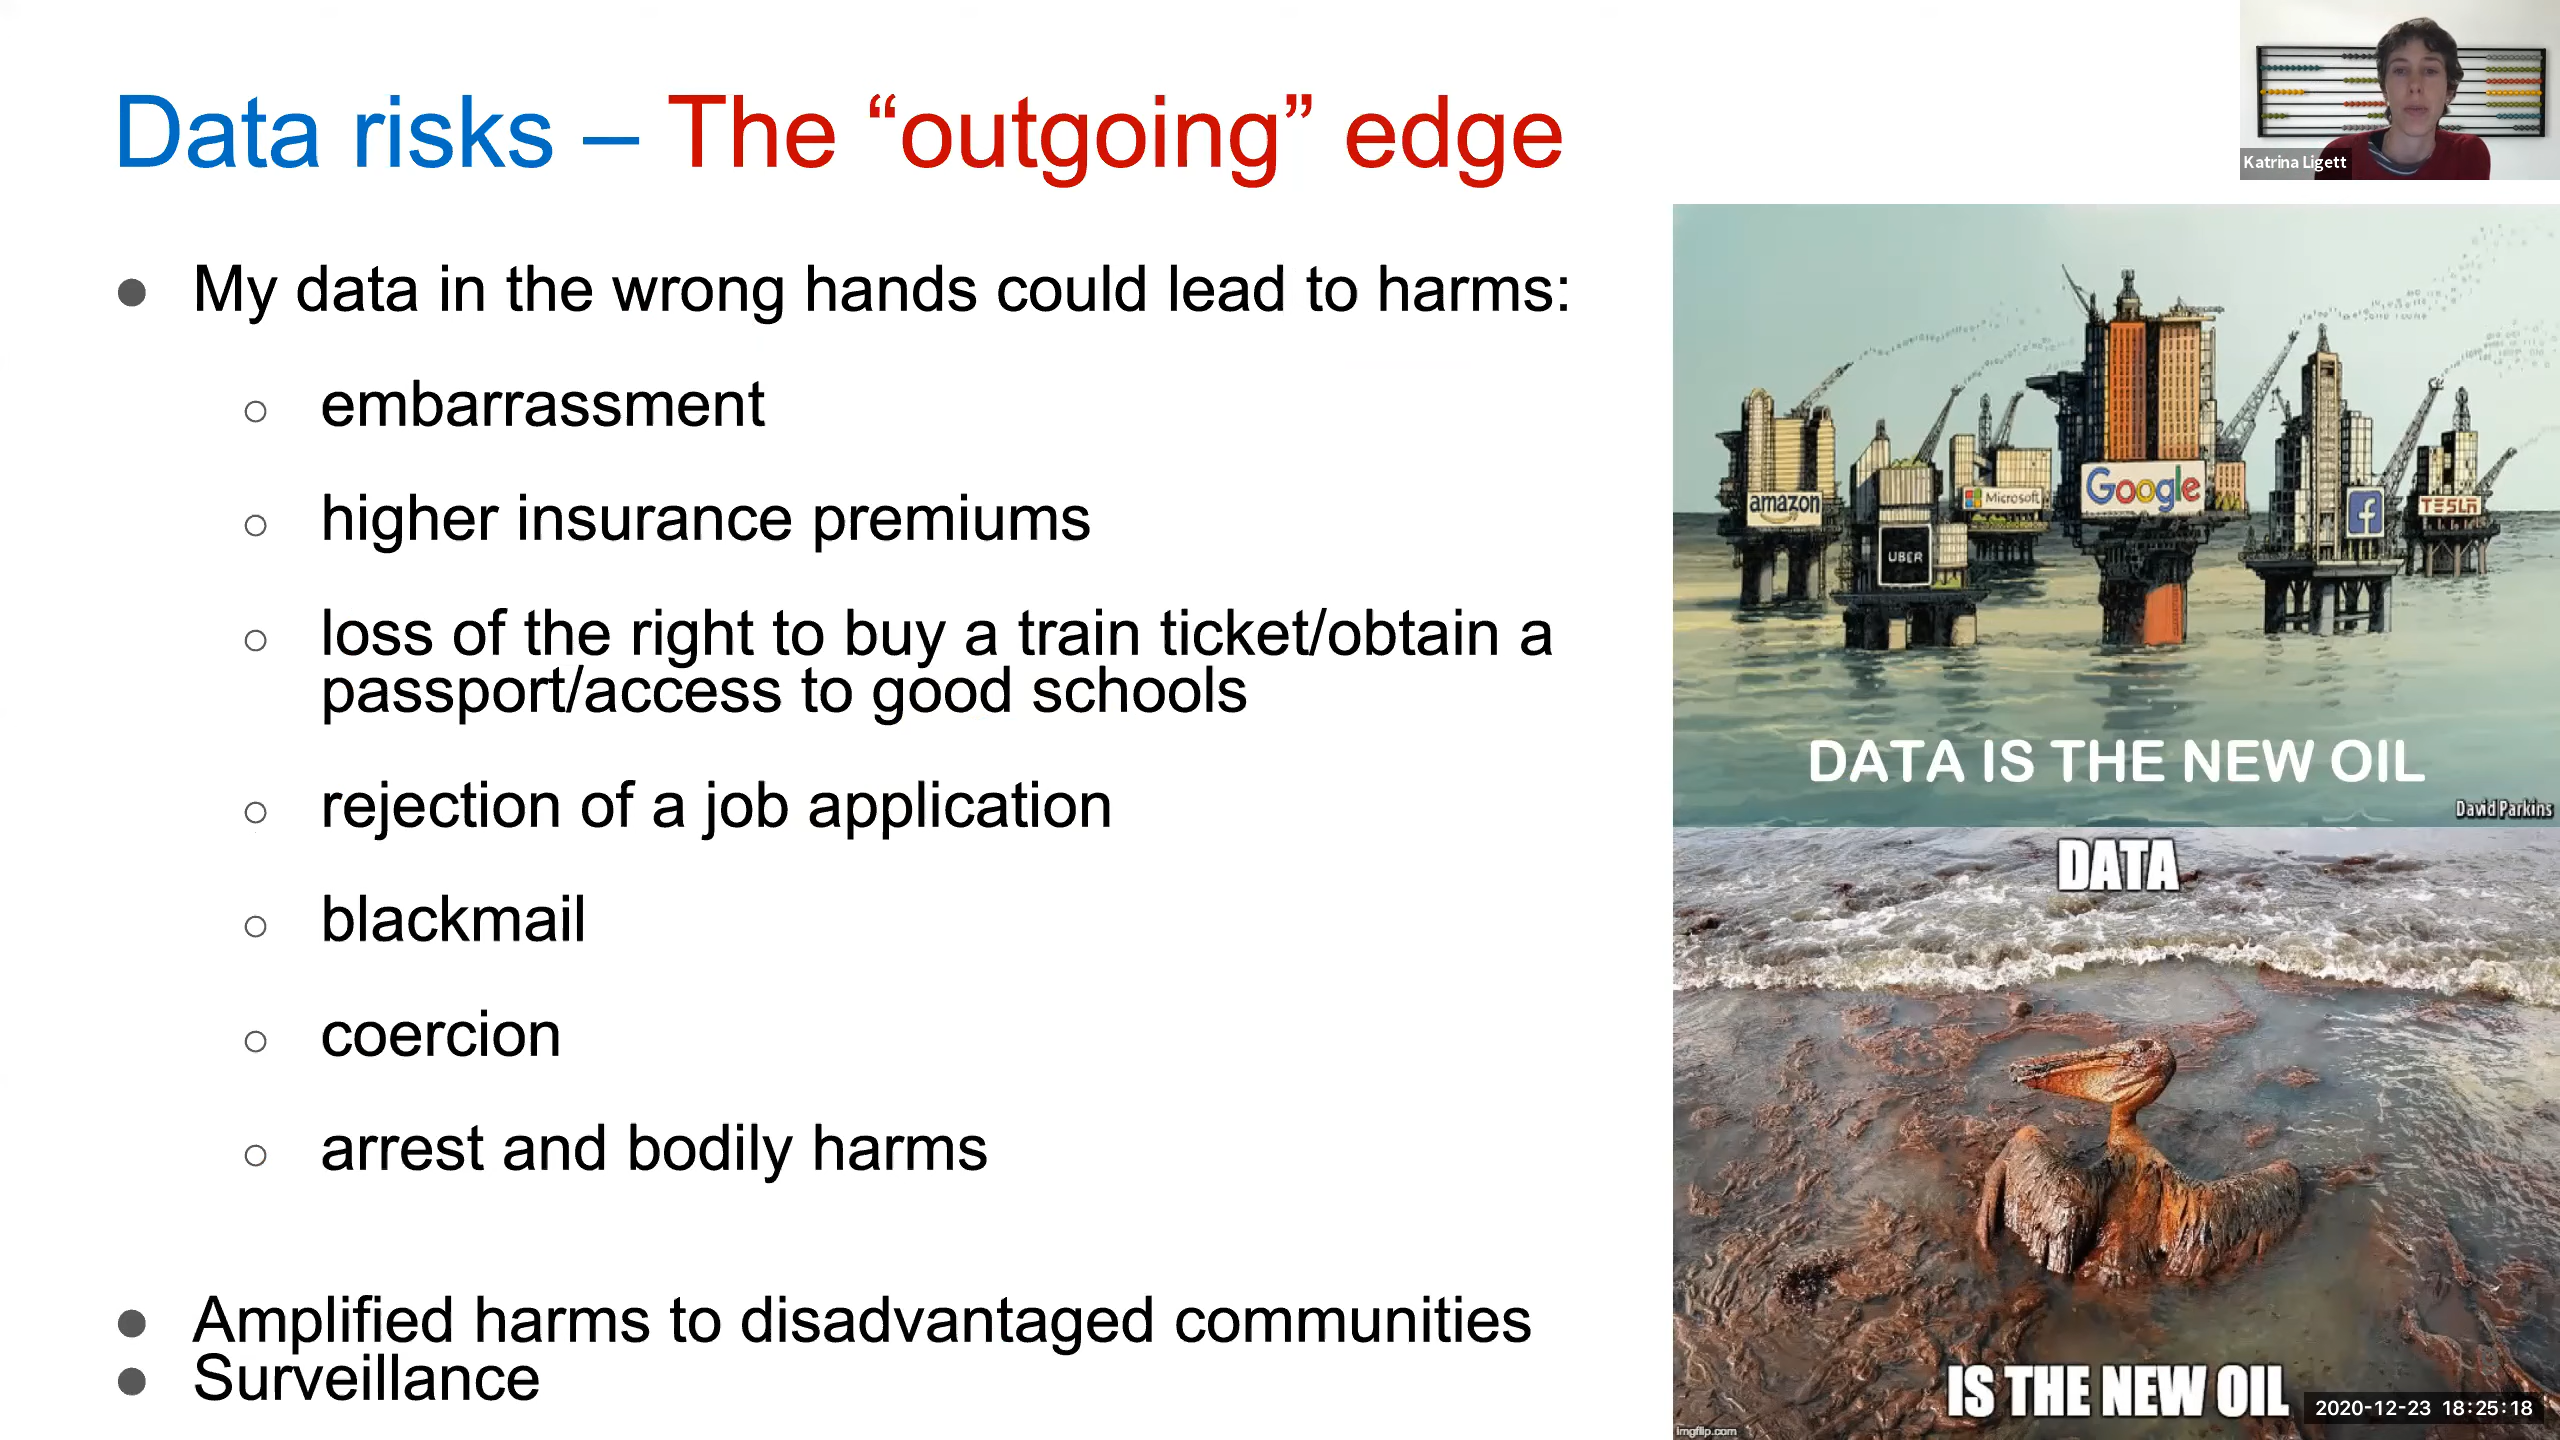 Data risks – The “outgoing” edge
Katrina Ligett
● My data in the wrong hands could lead to harms:
○ embarrassment
○ higher insurance premiums
○ loss of the right to buy a train ticket/obtain a
passport/access to good schools
○ rejection of a job application
○ blackmail
○ coercion
○ arrest and bodily harms
● Amplified harms to disadvantaged communities
● Surveillance
amazon
UBER
Microsoft
Google
f
TESLA
DATA IS THE NEW OIL
David Parkins
DATA
IS THE NEW OIL
imgflip.com
2020-12-23 18:25:18